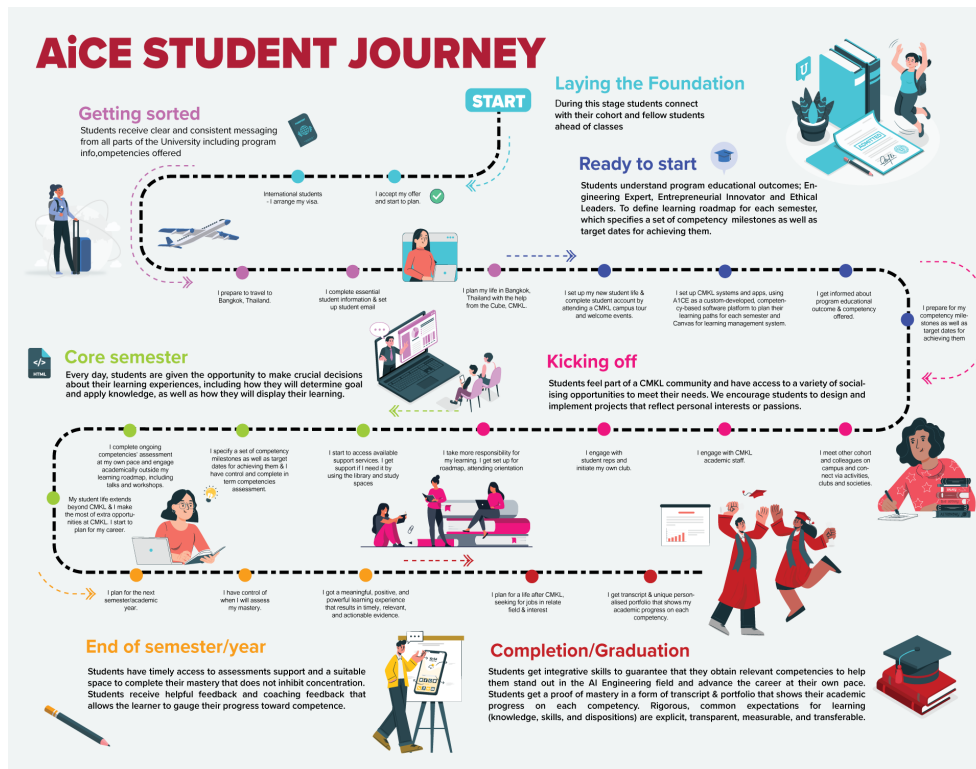 AiCE STUDENT JOURNEY
START
Laying the Foundation
During this stage students connect
with their cohort and fellow students
ahead of classes
U
ADMITTED
Getting sorted
Students receive clear and consistent messaging
from all parts of the University including program
info,ompetencies offered
Ready to start
Students understand program educational outcomes; En-
gineering Expert, Entrepreneurial Innovator and Ethical
Leaders. To define learning roadmap for each semester,
which specifies a set of competency milestones as well as
target dates for achieving them.
International students
- I arrange my visa.
I accept my offer
and start to plan.
I prepare to travel to
Bangkok, Thailand.
I complete essential
student information & set
up student email
I plan my life in Bangkok,
Thailand with the help
from the Cube, CMKL.
I set up my new student life &
complete student account by
attending a CMKL campus tour
and welcome events.
I set up CMKL systems and apps, using
A1CE as a custom-developed, competen-
cy-based software platform to plan their
learning paths for each semester and
Canvas for learning management system.
I get informed about
program educational
outcome & competency
offered.
I prepare for my
competency mile-
stones as well as
target dates for
achieving them
</>
HTML
Core semester
Every day, students are given the opportunity to make crucial decisions
about their learning experiences, including how they will determine goal
and apply knowledge, as well as how they will display their learning.
Kicking off
Students feel part of a CMKL community and have access to a variety of social-
ising opportunities to meet their needs. We encourage students to design and
implement projects that reflect personal interests or passions.
I complete ongoing
competencies' assessment
at my own pace and engage
academically outside my
learning roadmap, including
talks and workshops.
I specify a set of competency
milestones as well as target
dates for achieving them & I
have control and complete in
term competencies
assessment.
I start to access available
support services. I get
support if I need it by
using the library and study
spaces
I take more responsibility for
my learning. I get set up for
roadmap, attending orientation
I engage with
student reps and
initiate my own club.
I engage with CMKL
academic staff.
I meet other cohort
and colleagues on
campus and con-
nect via activities,
clubs and societies.
My student life extends
beyond CMKL & I make
the most of extra opportu-
nities at CMKL. I start to
plan for my career.
I plan for the next
semester/academic
year.
I have control of
when I will assess
my mastery.
I got a meaningful, positive, and
powerful learning experience
that results in timely, relevant,
and actionable evidence.
I plan for a life after CMKL,
seeking for jobs in relate
field & interest
I get transcript & unique person-
alised portfolio that shows my
academic progress on each
competency.
End of semester/year
Students have timely access to assessments support and a suitable
space to complete their mastery that does not inhibit concentration.
Students receive helpful feedback and coaching feedback that
allows the learner to gauge their progress toward competence.
Completion/Graduation
Students get integrative skills to guarantee that they obtain relevant competencies to help
them stand out in the AI Engineering field and advance the career at their own pace.
Students get a proof of mastery in a form of transcript & portfolio that shows their academic
progress on each competency. Rigorous, common expectations for learning
(knowledge, skills, and dispositions) are explicit, transparent, measurable, and transferable.